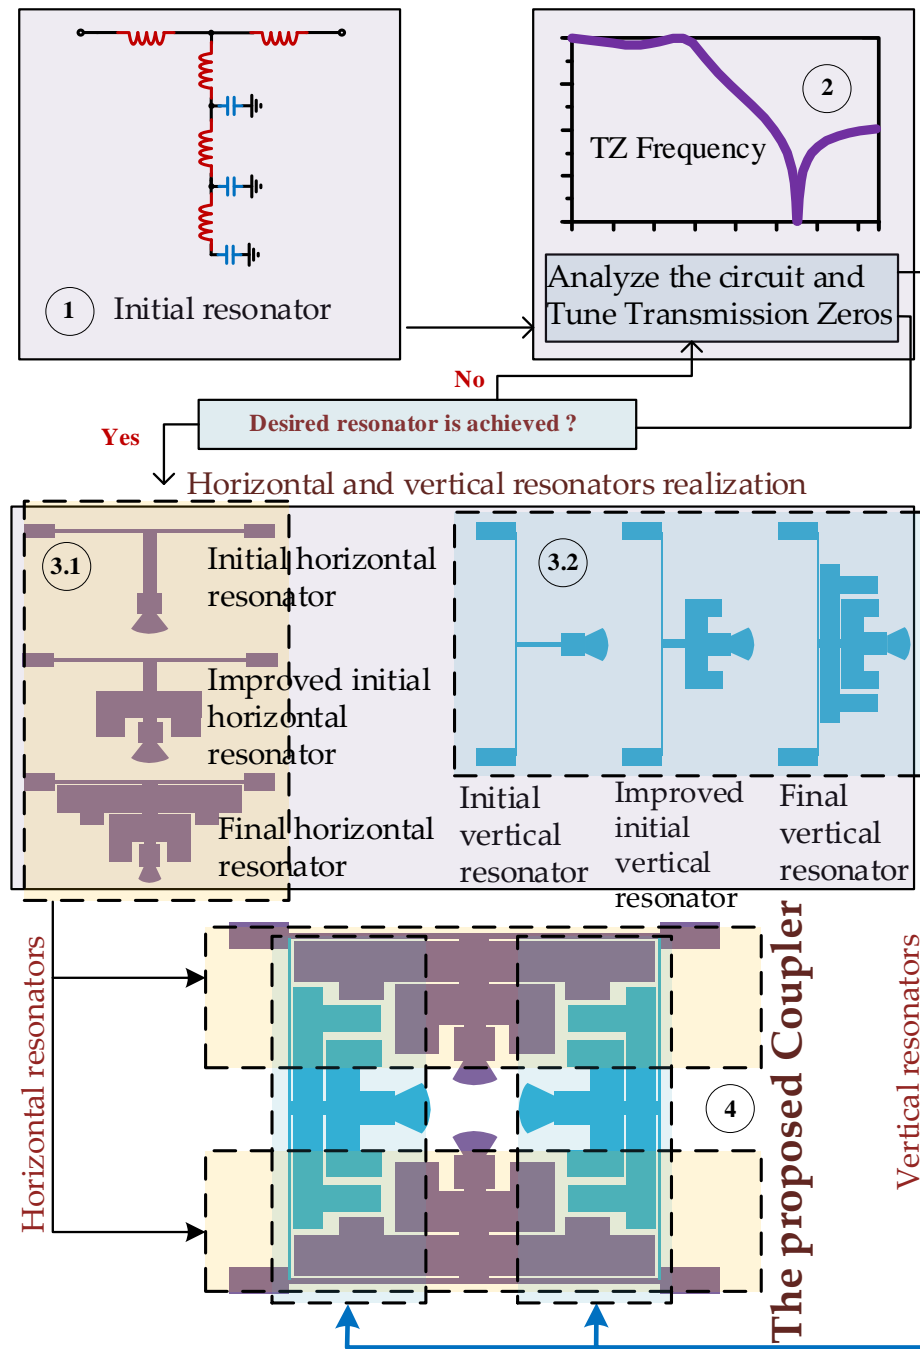 1
Initial resonator
2
TZ Frequency
Analyze the circuit and
Tune Transmission Zeros
No
Desired resonator is achieved ?
Yes
Horizontal and vertical resonators realization
3.1
Initial horizontal
resonator
Improved initial
horizontal
resonator
Final horizontal
resonator
3.2
Initial
vertical
resonator
Improved
initial
vertical
resonator
Final
vertical
resonator
Horizontal resonators
4
The proposed Coupler
Vertical resonators